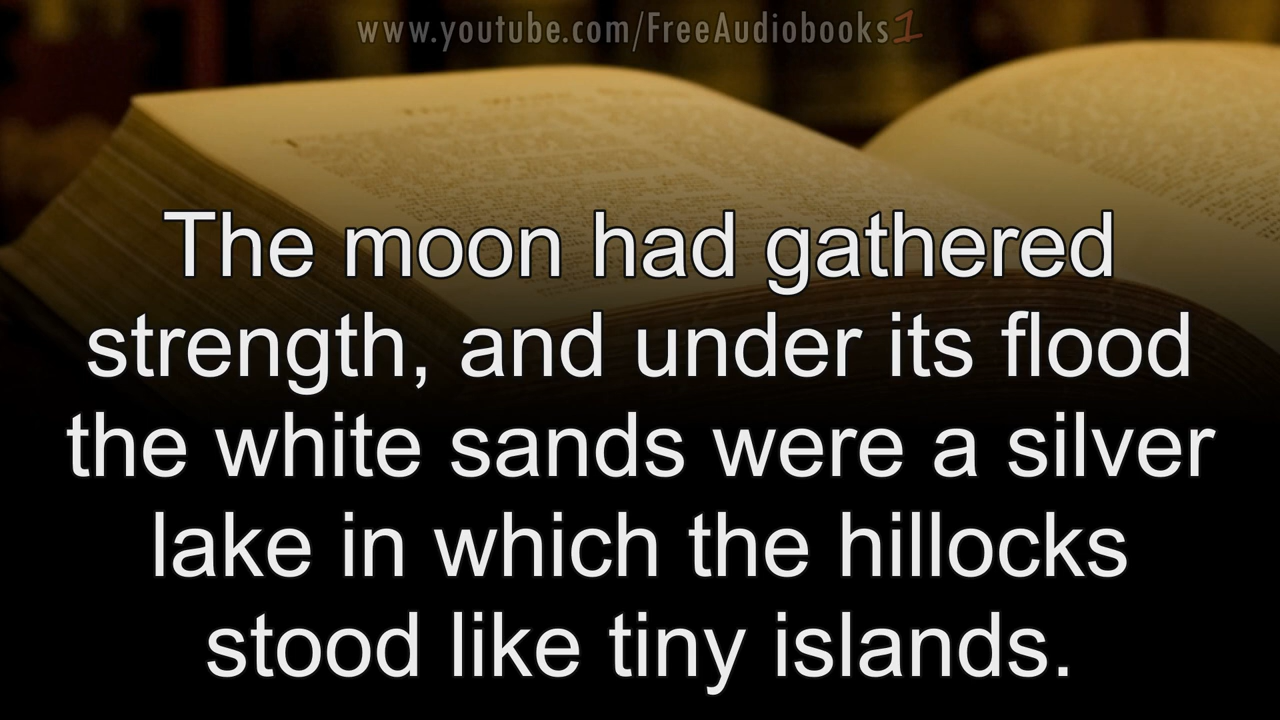 www.youtube.com/FreeAudiobooks1
The moon had gathered
strength, and under its flood
the white sands were a silver
lake in which the hillocks
stood like tiny islands.